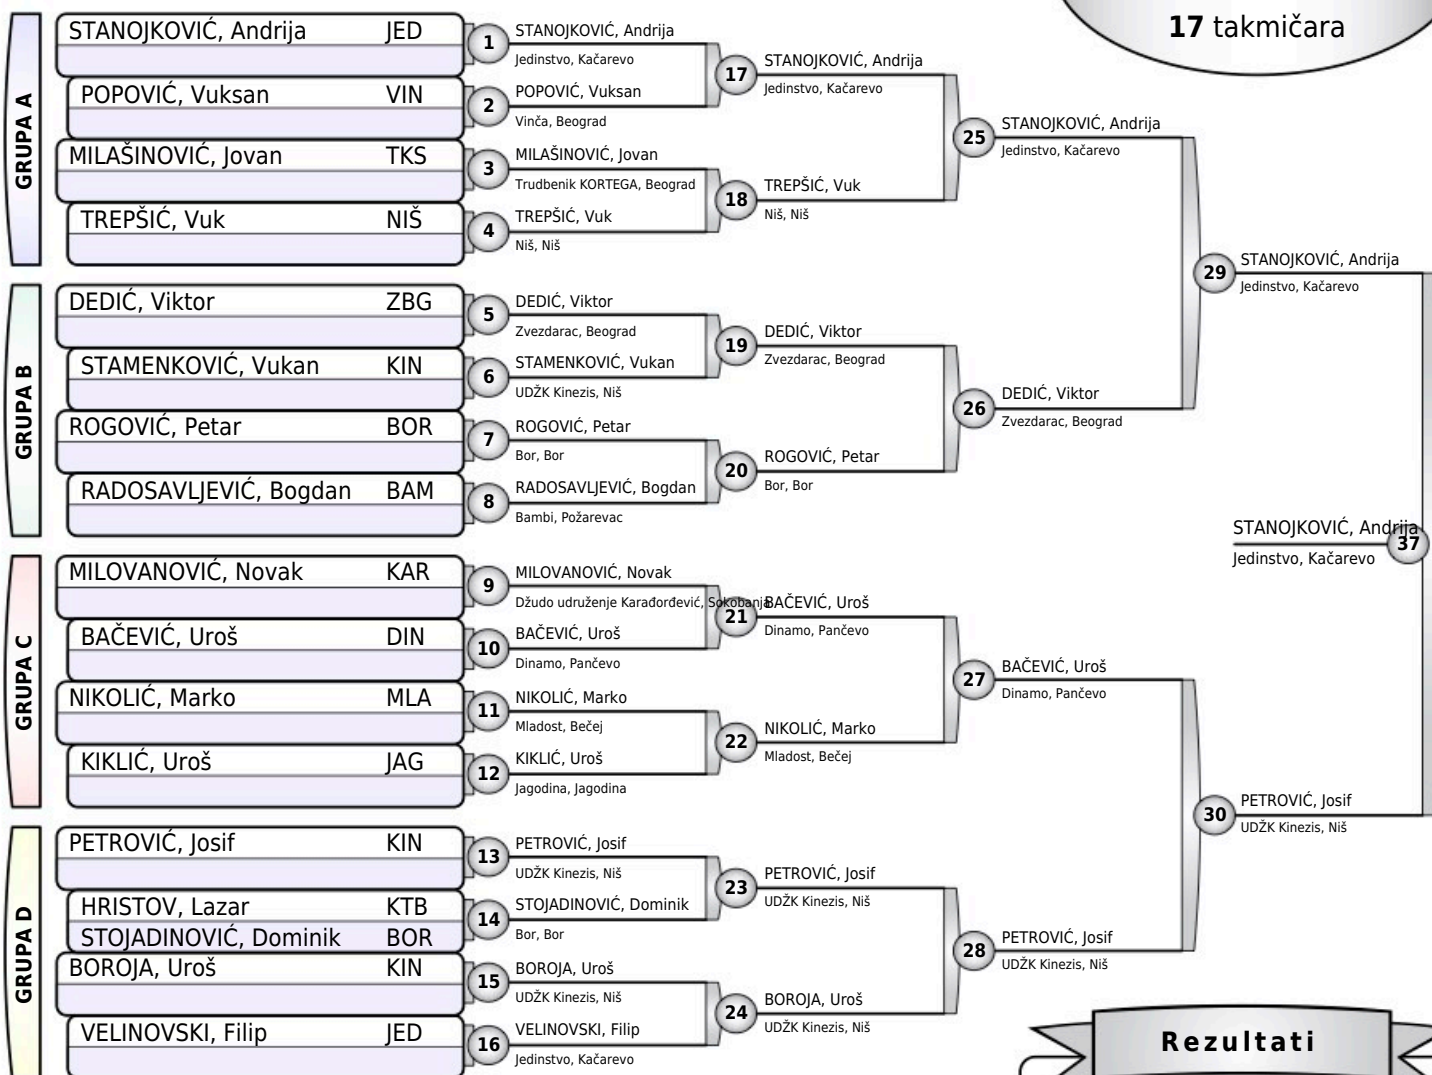 17 takmičara
GRUPA A
STANOJKOVIĆ, Andrija JED
POPOVIĆ, Vuksan VIN
MILAŠINOVIĆ, Jovan TKS
TREPŠIĆ, Vuk NIŠ
1 STANOJKOVIĆ, Andrija
Jedinstvo, Kačarevo
2 POPOVIĆ, Vuksan
Vinča, Beograd
3 MILAŠINOVIĆ, Jovan
Trudbenik KORTEGA, Beograd
4 TREPŠIĆ, Vuk
Niš, Niš
17 STANOJKOVIĆ, Andrija
Jedinstvo, Kačarevo
18 TREPŠIĆ, Vuk
Niš, Niš
25 STANOJKOVIĆ, Andrija
Jedinstvo, Kačarevo
GRUPA B
DEDIĆ, Viktor ZBG
STAMENKOVIĆ, Vukan KIN
ROGOVIĆ, Petar BOR
RADOSAVLJEVIĆ, Bogdan BAM
5 DEDIĆ, Viktor
Zvezdarac, Beograd
6 STAMENKOVIĆ, Vukan
UDŽK Kinezis, Niš
7 ROGOVIĆ, Petar
Bor, Bor
8 RADOSAVLJEVIĆ, Bogdan
Bambi, Požarevac
19 DEDIĆ, Viktor
Zvezdarac, Beograd
20 ROGOVIĆ, Petar
Bor, Bor
26 DEDIĆ, Viktor
Zvezdarac, Beograd
29 STANOJKOVIĆ, Andrija
Jedinstvo, Kačarevo
STANOJKOVIĆ, Andrija 37
Jedinstvo, Kačarevo
GRUPA C
MILOVANOVIĆ, Novak KAR
BAČEVIĆ, Uroš DIN
NIKOLIĆ, Marko MLA
KIKLIĆ, Uroš JAG
9 MILOVANOVIĆ, Novak
Džudo udruženje Karađorđević, Sokobanja
10 BAČEVIĆ, Uroš
Dinamo, Pančevo
11 NIKOLIĆ, Marko
Mladost, Bečej
12 KIKLIĆ, Uroš
Jagodina, Jagodina
21 BAČEVIĆ, Uroš
Dinamo, Pančevo
22 NIKOLIĆ, Marko
Mladost, Bečej
27 BAČEVIĆ, Uroš
Dinamo, Pančevo
GRUPA D
PETROVIĆ, Josif KIN
HRISTOV, Lazar KTB
STOJADINOVIĆ, Dominik BOR
BOROJA, Uroš KIN
VELINOVSKI, Filip JED
13 PETROVIĆ, Josif
UDŽK Kinezis, Niš
14 STOJADINOVIĆ, Dominik
Bor, Bor
15 BOROJA, Uroš
UDŽK Kinezis, Niš
16 VELINOVSKI, Filip
Jedinstvo, Kačarevo
23 PETROVIĆ, Josif
UDŽK Kinezis, Niš
24 BOROJA, Uroš
UDŽK Kinezis, Niš
28 PETROVIĆ, Josif
UDŽK Kinezis, Niš
30 PETROVIĆ, Josif
UDŽK Kinezis, Niš
Rezultati